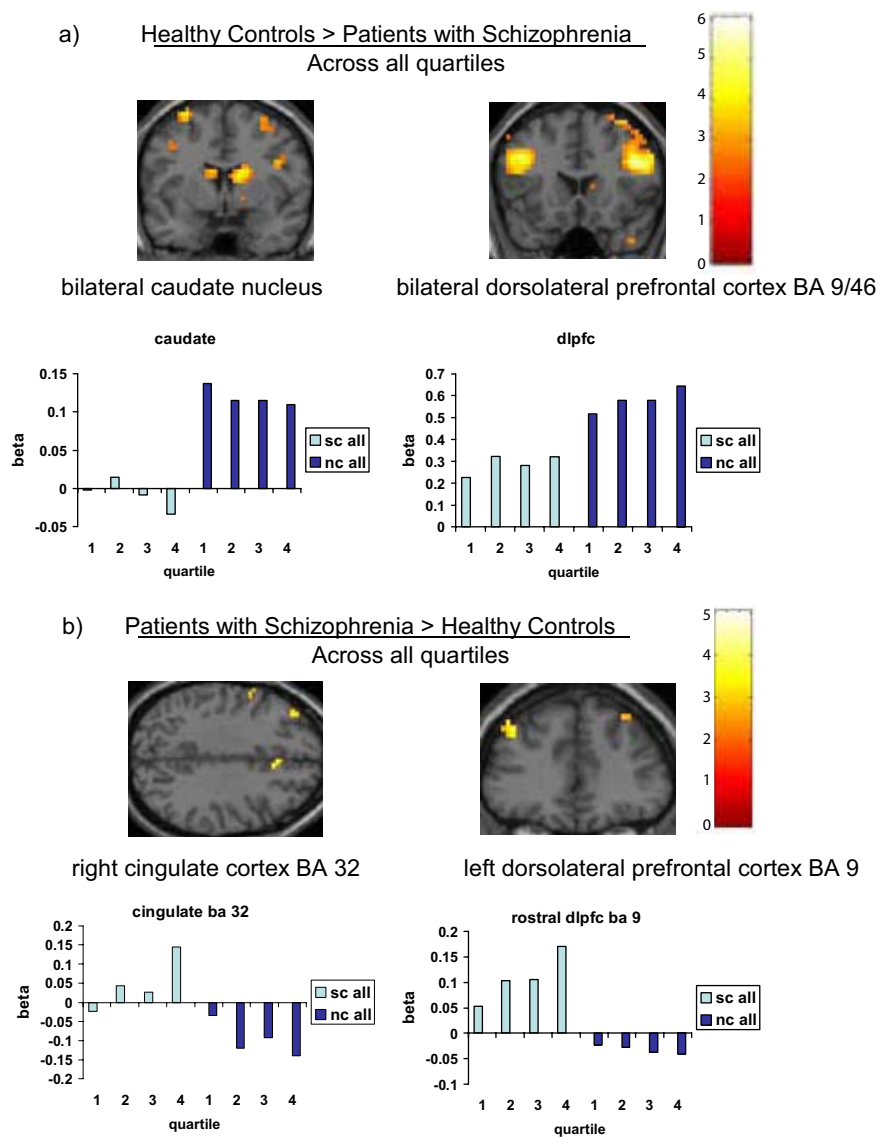 a) Healthy Controls > Patients with Schizophrenia
Across all quartiles
6
5
4
3
2
1
0
bilateral caudate nucleus
bilateral dorsolateral prefrontal cortex BA 9/46
caudate
0.15
0.1
0.05
0
-0.05
beta
1 2 3 4 1 2 3 4
quartile
sc all
nc all
dlpfc
0.7
0.6
0.5
0.4
0.3
0.2
0.1
0
beta
1 2 3 4 1 2 3 4
quartile
sc all
nc all
b) Patients with Schizophrenia > Healthy Controls
Across all quartiles
5
4
3
2
1
0
right cingulate cortex BA 32
left dorsolateral prefrontal cortex BA 9
cingulate ba 32
0.2
0.15
0.1
0.05
0
-0.05
-0.1
-0.15
-0.2
beta
1 2 3 4 1 2 3 4
quartile
sc all
nc all
rostral dlpfc ba 9
0.2
0.15
0.1
0.05
0
-0.05
-0.1
beta
1 2 3 4 1 2 3 4
quartile
sc all
nc all